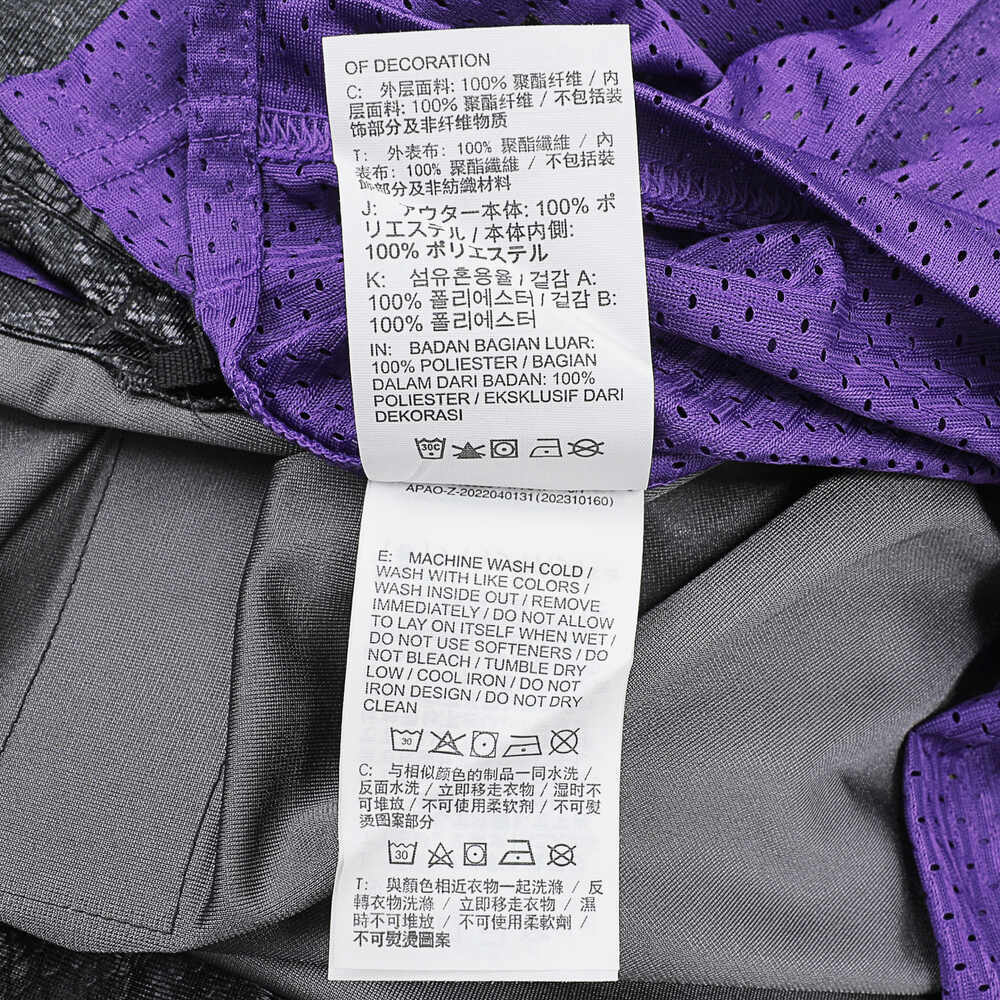 OF DECORATION
C: 外层面料: 100% 聚酯纤维 / 内
层面料: 100% 聚酯纤维 / 不包括装
饰部分及非纤维物质
T: 外表布: 100% 聚酯纖維 / 內
表布: 100% 聚酯纖維 / 不包括裝
飾部分及非紡織材料
J: アウター本体: 100% ポ
リエステル / 本体内側:
100% ポリエステル
K: 섬유혼용율 / 겉감 A:
100% 폴리에스터 / 겉감 B:
100% 폴리에스터
IN: BADAN BAGIAN LUAR:
100% POLIESTER / BAGIAN
DALAM DARI BADAN: 100%
POLIESTER / EKSKLUSIF DARI
DEKORASI
30C
APAO-Z-2022040131(202310160)
E: MACHINE WASH COLD /
WASH WITH LIKE COLORS /
WASH INSIDE OUT / REMOVE
IMMEDIATELY / DO NOT ALLOW
TO LAY ON ITSELF WHEN WET /
DO NOT USE SOFTENERS / DO
NOT BLEACH / TUMBLE DRY
LOW / COOL IRON / DO NOT
IRON DESIGN / DO NOT DRY
CLEAN
30
C: 与相似颜色的制品一同水洗 /
反面水洗 / 立即移走衣物 / 湿时不
可堆放 / 不可使用柔软剂 / 不可熨
烫图案部分
30
T: 與顏色相近衣物一起洗滌 / 反
轉衣物洗滌 / 立即移走衣物 / 濕
時不可堆放 / 不可使用柔軟劑 /
不可熨燙圖案